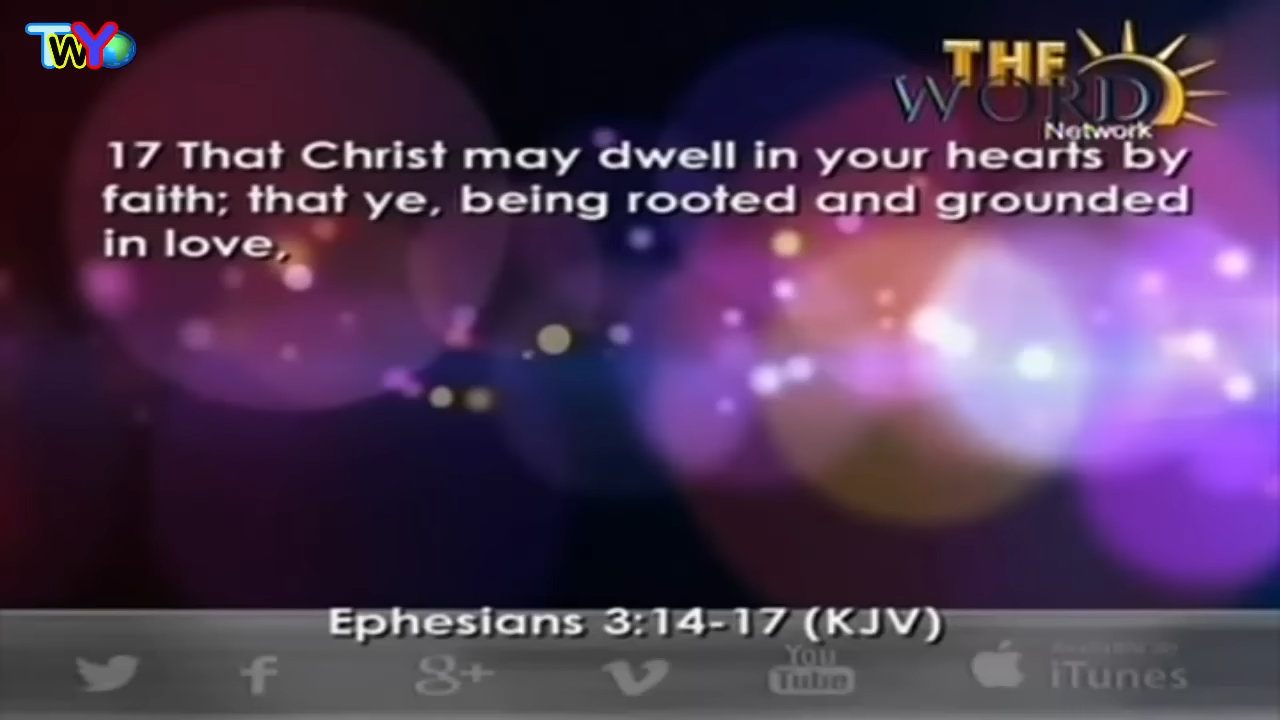 TWY
THE
WORD
Network
17 That Christ may dwell in your hearts by
faith; that ye, being rooted and grounded
in love,
Ephesians 3:14-17 (KJV)
f
g+
You
Tube
iTunes